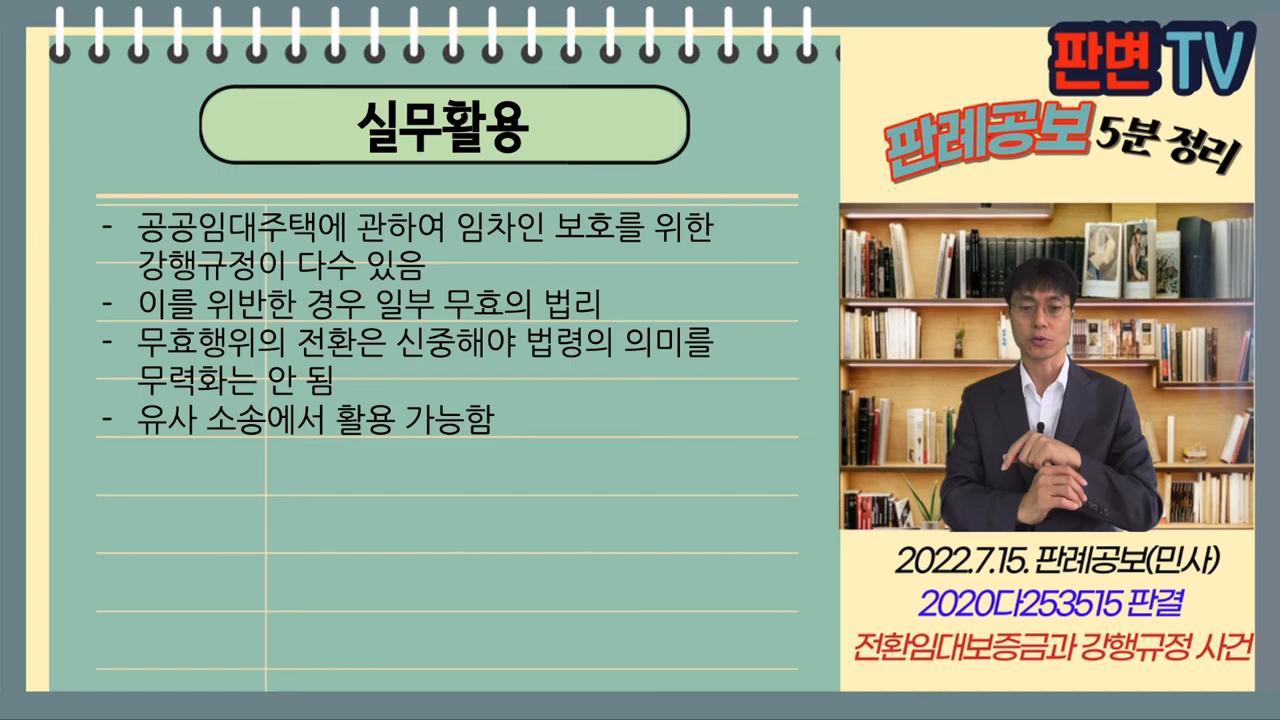 실무활용
- 공공임대주택에 관하여 임차인 보호를 위한
강행규정이 다수 있음
- 이를 위반한 경우 일부 무효의 법리
- 무효행위의 전환은 신중해야 법령의 의미를
무력화는 안 됨
- 유사 소송에서 활용 가능함
판변 TV
판례공보 5분 정리
2022.7.15. 판례공보(민사)
2020다253515 판결
전환임대보증금과 강행규정 사건